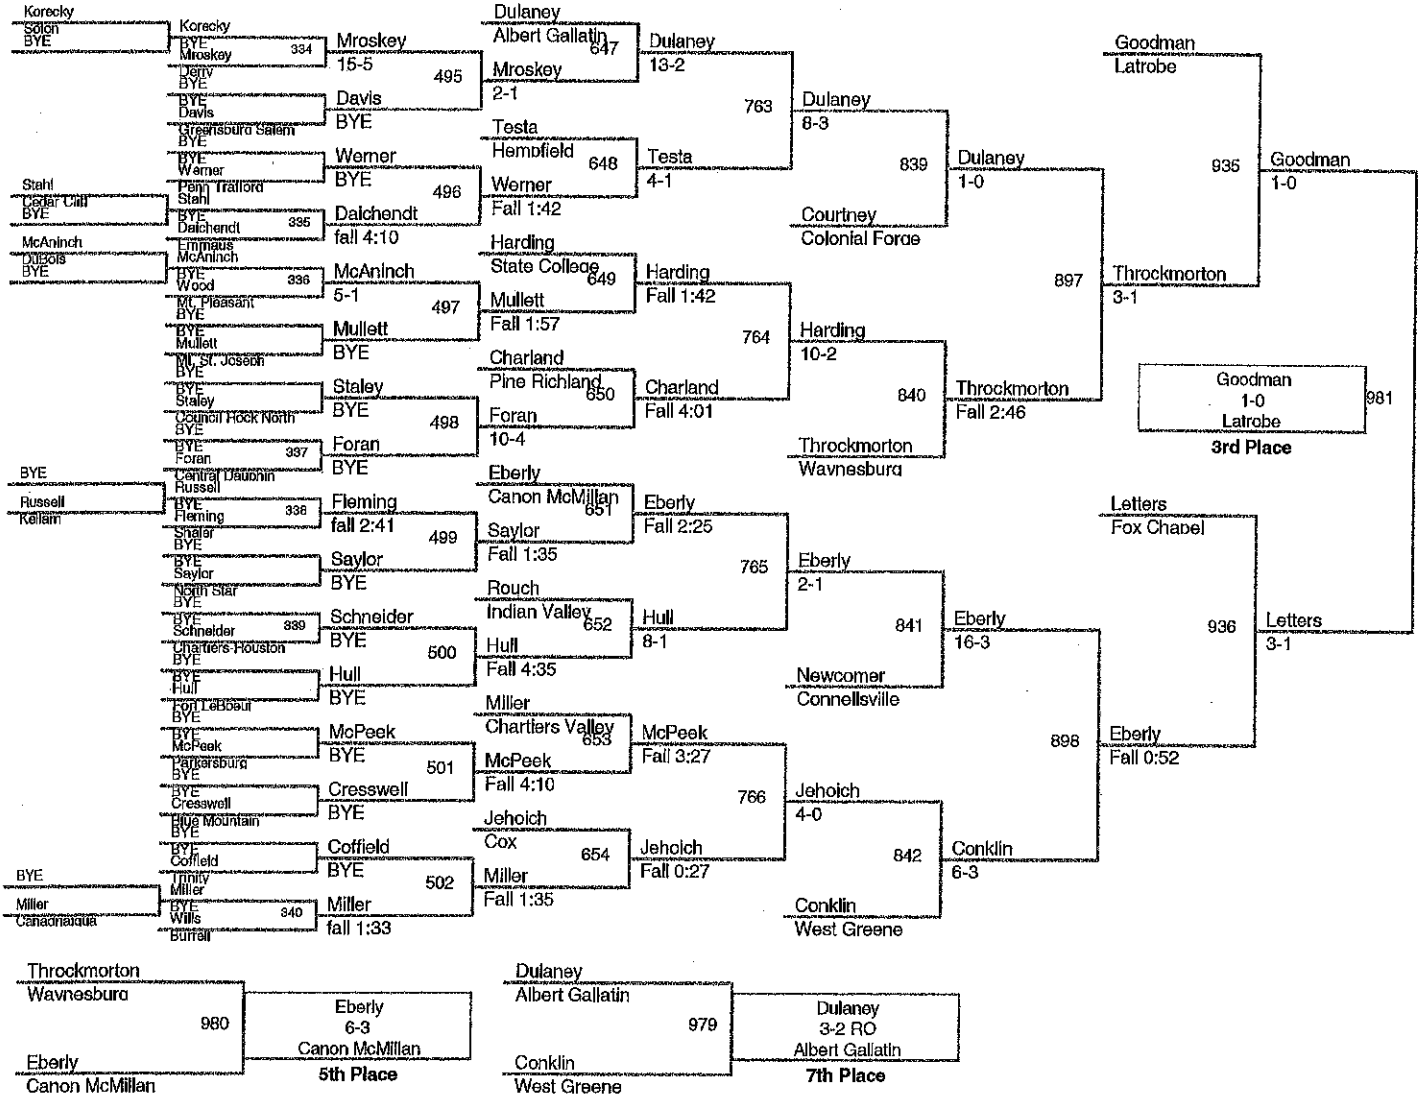 Korecky
Solon
BYE
Stahl
Cedar Cliff
BYE
McAninch
DuBois
BYE
BYE
Russell
Kellam
BYE
Miller
Canadnaigua
Korecky
BYE
Mroskey
334
Derry
BYE
BYE
Davis
Greensburg Salem
BYE
BYE
Werner
Penn Trafford
Stahl
BYE
Daichendt
335
Emmaus
McAninch
BYE
Wood
336
Mt. Pleasant
BYE
BYE
Mullett
Mt. St. Joseph
BYE
BYE
Staley
Council Rock North
BYE
BYE
Foran
337
Central Dauphin
Russell
BYE
Fleming
338
Shaler
BYE
BYE
Saylor
North Star
BYE
BYE
Schneider
339
Chartiers-Houston
BYE
BYE
Hull
Fort LeBoeuf
BYE
BYE
McPeek
Parkersburg
BYE
BYE
Cresswell
Blue Mountain
BYE
BYE
Coffield
Trinity
Miller
BYE
Wills
340
Burrell
Mroskey
15-5
495
Davis
BYE
Werner
BYE
496
Daichendt
fall 4:10
McAninch
5-1
497
Mullett
BYE
Staley
BYE
498
Foran
BYE
Fleming
fall 2:41
499
Saylor
BYE
Schneider
BYE
500
Hull
BYE
McPeek
BYE
501
Cresswell
BYE
Coffield
BYE
502
Miller
fall 1:33
Dulaney
Albert Gallatin
647
Mroskey
2-1
Testa
Hempfield
648
Werner
Fall 1:42
Harding
State College
649
Mullett
Fall 1:57
Charland
Pine Richland
650
Foran
10-4
Eberly
Canon McMillan
651
Saylor
Fall 1:35
Rouch
Indian Valley
652
Hull
Fall 4:35
Miller
Chartiers Valley
653
McPeek
Fall 4:10
Jeholch
Cox
654
Miller
Fall 1:35
Dulaney
13-2
763
Testa
4-1
Harding
Fall 1:42
764
Charland
Fall 4:01
Eberly
Fall 2:25
765
Hull
8-1
McPeek
Fall 3:27
766
Jeholch
Fall 0:27
Dulaney
8-3
839
Courtney
Colonial Forge
Harding
10-2
840
Throckmorton
Waynesburg
Eberly
2-1
841
Newcomer
Connellsville
Jeholch
4-0
842
Conklin
West Greene
Dulaney
1-0
897
Throckmorton
Fall 2:46
Eberly
16-3
898
Conklin
6-3
Goodman
Latrobe
935
Throckmorton
3-1
Letters
Fox Chapel
936
Eberly
Fall 0:52
Goodman
1-0
Letters
3-1
Goodman
1-0
Latrobe
981
3rd Place
Throckmorton
Waynesburg
980
Eberly
Canon McMillan
Eberly
6-3
Canon McMillan
5th Place
Dulaney
Albert Gallatin
979
Conklin
West Greene
Dulaney
3-2 RO
Albert Gallatin
7th Place